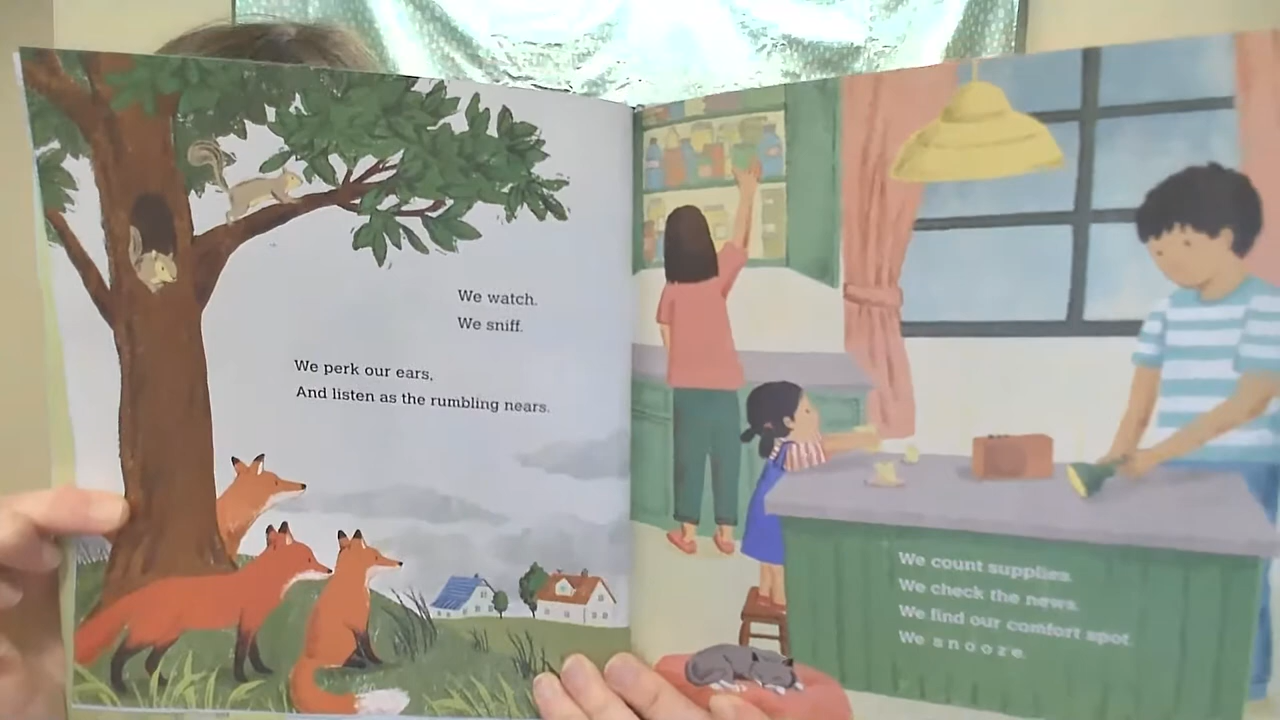 We watch.
We sniff.
We perk our ears,
And listen as the rumbling nears.
We count supplies.
We check the news.
We find our comfort spot.
We s n o o z e.